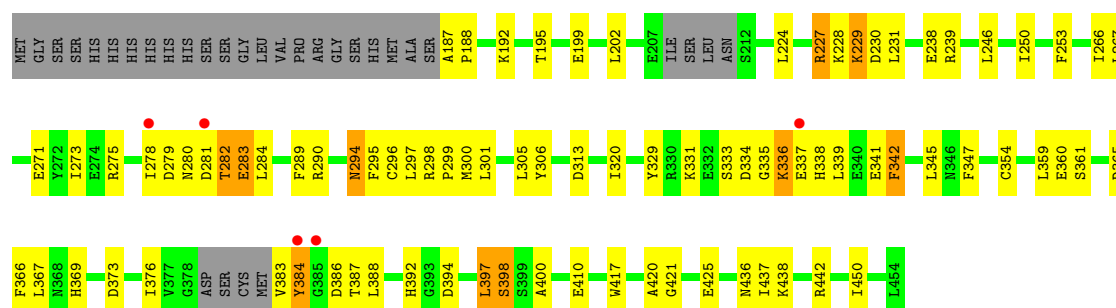 MET GLY SER SER HIS HIS HIS HIS HIS HIS SER SER GLY LEU VAL PRO ARG GLY SER HIS MET ALA SER A187 P188 K192 T195 E199 L202 E207 ILE SER LEU ASN S212 L224 R227 K228 K229 D230 L231 E238 R239 L246 I250 F253 I266 L267
E271 Y272 I273 E274 R275 I278 D279 N280 D281 T282 E283 L284 F289 R290 N294 F295 C296 L297 R298 P299 M300 L301 L305 Y306 D313 I320 Y329 R330 K331 E332 S333 D334 G335 K336 E337 H338 L339 E340 E341 F342 L345 N346 F347 C354 L359 E360 S361
F366 L367 N368 H369 D373 I376 V377 G378 ASP SER CYS MET V383 Y384 G385 D386 T387 L388 H392 G393 D394 L397 S398 S399 A400 E410 W417 A420 G421 E425 N436 I437 K438 R442 I450 L454